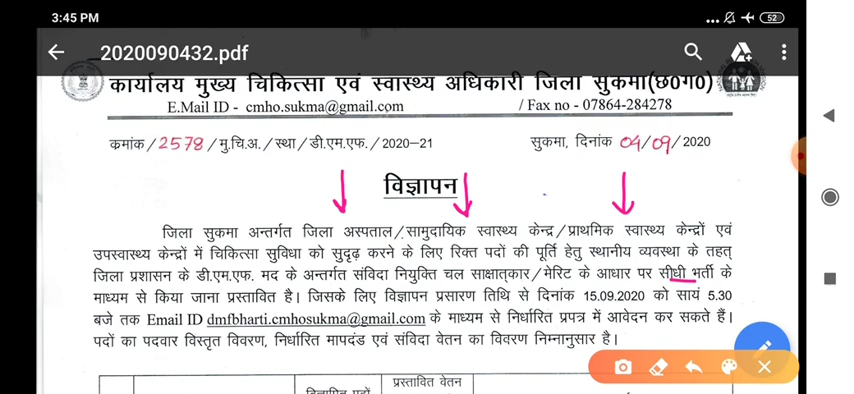 3:45 PM
52
_2020090432.pdf
कार्यालय मुख्य चिकित्सा एवं स्वास्थ्य अधिकारी जिला सुकमा(छ0ग0)
E.Mail ID - cmho.sukma@gmail.com / Fax no - 07864-284278
क्रमांक/2578/मु.चि.अ./स्था/डी.एम.एफ./2020-21 सुकमा, दिनांक 04/09/2020
विज्ञापन
जिला सुकमा अन्तर्गत जिला अस्पताल/सामुदायिक स्वास्थ्य केन्द्र/प्राथमिक स्वास्थ्य केन्द्रों एवं
उपस्वास्थ्य केन्द्रों में चिकित्सा सुविधा को सुदृढ़ करने के लिए रिक्त पदों की पूर्ति हेतु स्थानीय व्यवस्था के तहत्
जिला प्रशासन के डी.एम.एफ. मद के अन्तर्गत संविदा नियुक्ति चल साक्षात्कार/मेरिट के आधार पर सीधी भर्ती के
माध्यम से किया जाना प्रस्तावित है। जिसके लिए विज्ञापन प्रसारण तिथि से दिनांक 15.09.2020 को सायं 5.30
बजे तक Email ID dmfbharti.cmhosukma@gmail.com के माध्यम से निर्धारित प्रपत्र में आवेदन कर सकते हैं।
पदों का पदवार विस्तृत विवरण, निर्धारित मापदंड एवं संविदा वेतन का विवरण निम्नानुसार है।
विज्ञापित पदों प्रस्तावित वेतन